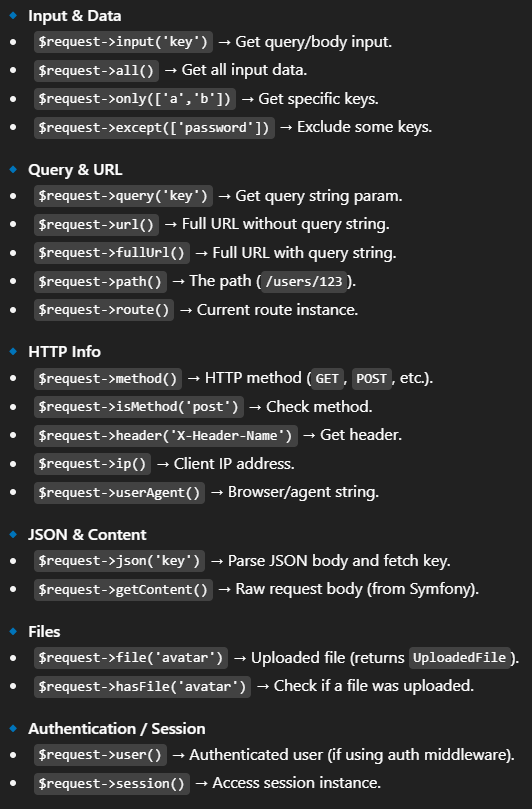 Input & Data
$request->input('key') → Get query/body input.
$request->all() → Get all input data.
$request->only(['a','b']) → Get specific keys.
$request->except(['password']) → Exclude some keys.
Query & URL
$request->query('key') → Get query string param.
$request->url() → Full URL without query string.
$request->fullUrl() → Full URL with query string.
$request->path() → The path (/users/123).
$request->route() → Current route instance.
HTTP Info
$request->method() → HTTP method (GET, POST, etc.).
$request->isMethod('post') → Check method.
$request->header('X-Header-Name') → Get header.
$request->ip() → Client IP address.
$request->userAgent() → Browser/agent string.
JSON & Content
$request->json('key') → Parse JSON body and fetch key.
$request->getContent() → Raw request body (from Symfony).
Files
$request->file('avatar') → Uploaded file (returns UploadedFile).
$request->hasFile('avatar') → Check if a file was uploaded.
Authentication / Session
$request->user() → Authenticated user (if using auth middleware).
$request->session() → Access session instance.